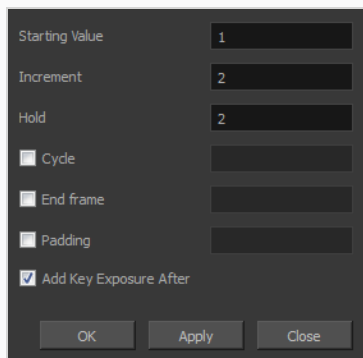 Starting Value 1
Increment 2
Hold 2
Cycle
End frame
Padding
Add Key Exposure After
OK Apply Close